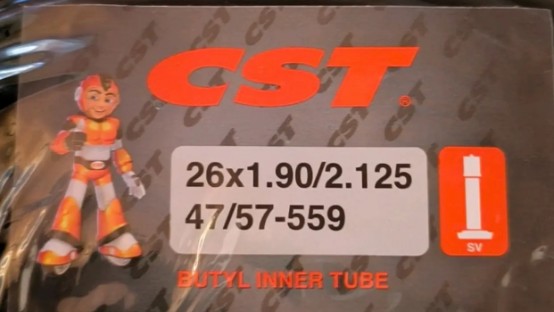 CST®
26x1.90/2.125
47/57-559
SV
BUTYL INNER TUBE